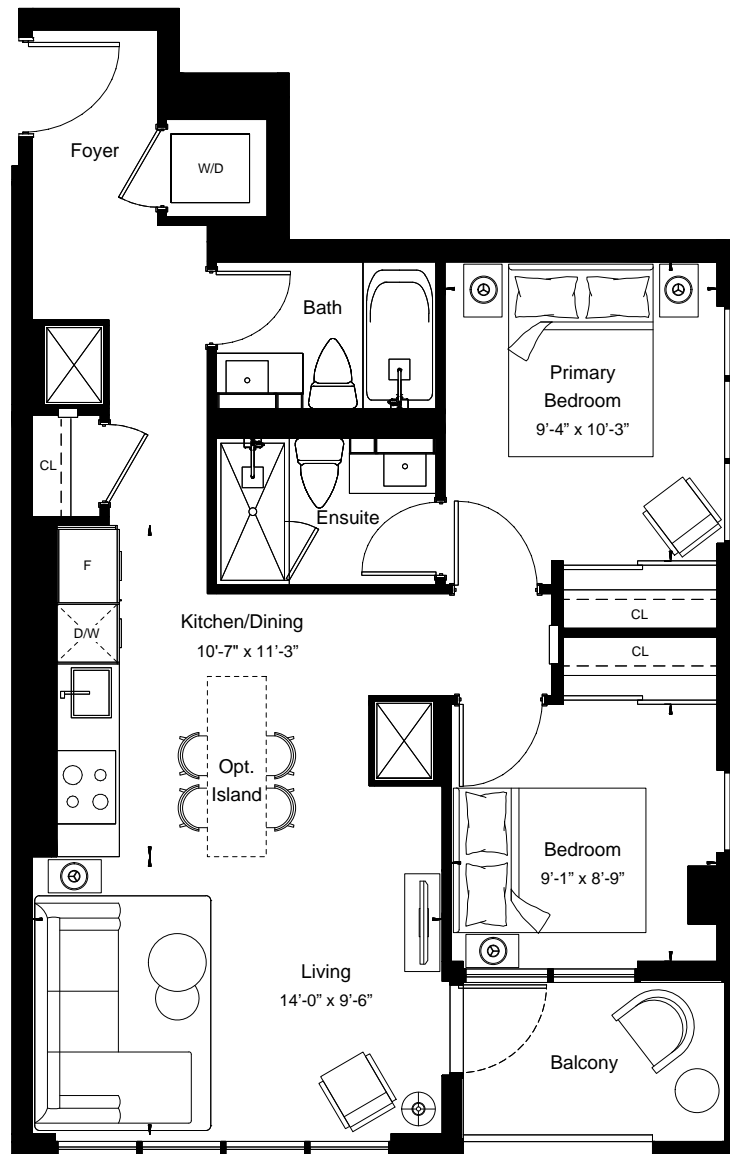 Foyer
W/D
Bath
Primary
Bedroom
9’-4” x 10’-3”
CL
Ensuite
F
Kitchen/Dining
10’-7" x 11’-3”
CL
D/W
CL
Opt.
Island
Bedroom
9’-1” x 8’-9”
Living
14’-0” x 9’-6”
Balcony